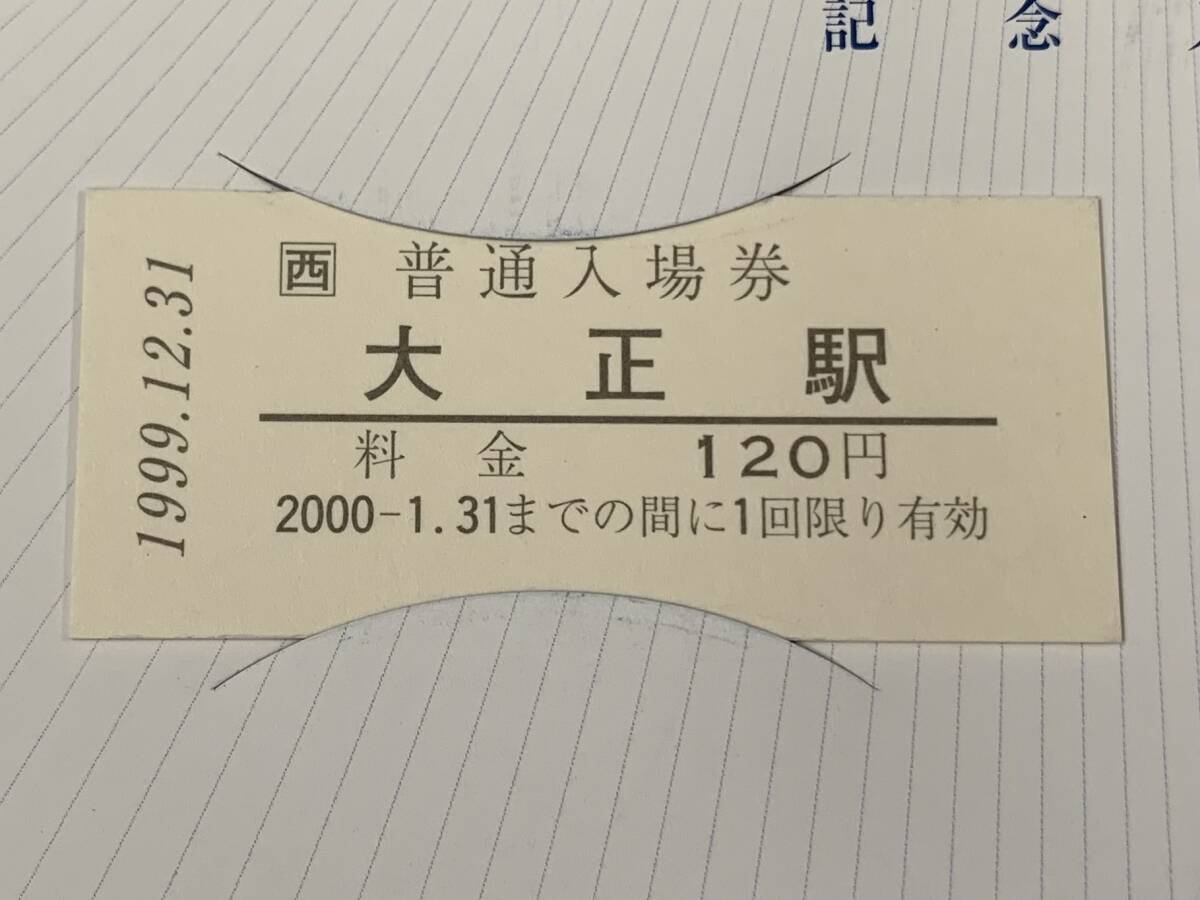 記念
西 普通入場券
大正駅
料金 120円
2000-1.31までの間に1回限り有効
1999.12.31